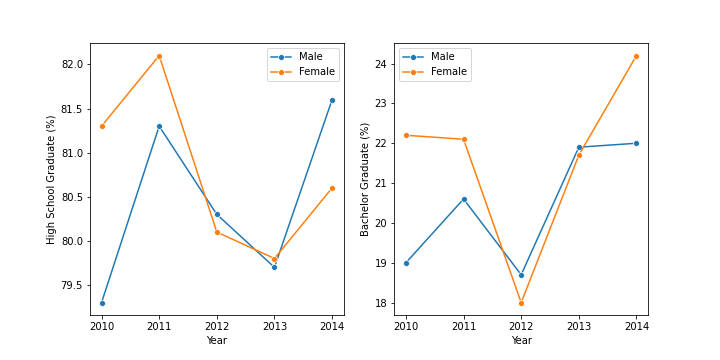 Male
Female
82.0
81.5
81.0
80.5
80.0
79.5
High School Graduate (%)
2010 2011 2012 2013 2014
Year
Male
Female
24
23
22
21
20
19
18
Bachelor Graduate (%)
2010 2011 2012 2013 2014
Year